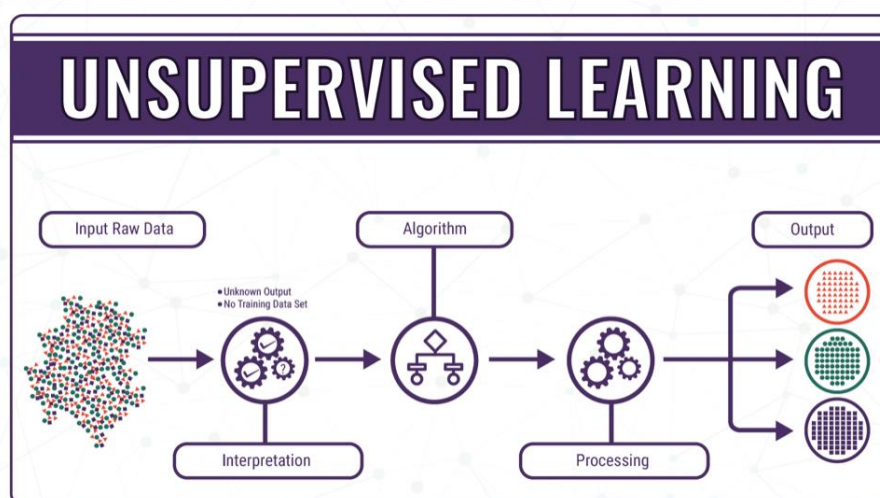 UNSUPERVISED LEARNING
Input Raw Data
Algorithm
Output
• Unknown Output
• No Training Data Set
?
Interpretation
Processing